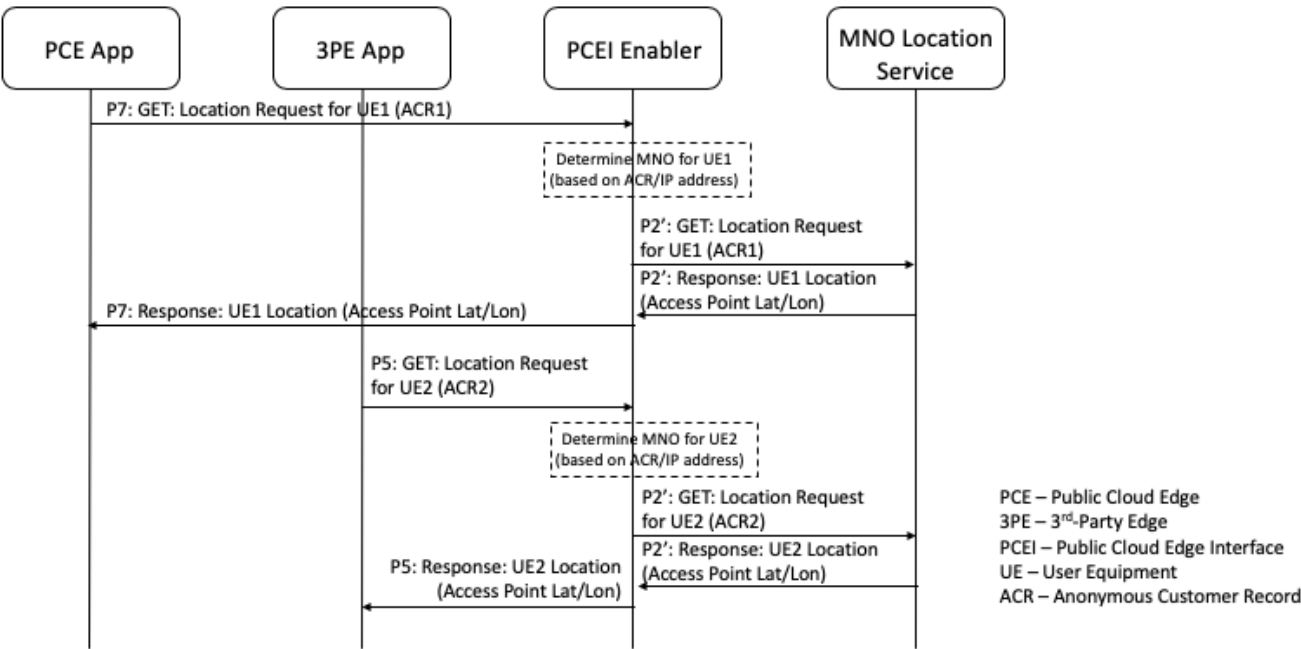 PCE App
3PE App
PCEI Enabler
MNO Location
Service
P7: GET: Location Request for UE1 (ACR1)
Determine MNO for UE1
(based on ACR/IP address)
P2’: GET: Location Request
for UE1 (ACR1)
P2’: Response: UE1 Location
(Access Point Lat/Lon)
P7: Response: UE1 Location (Access Point Lat/Lon)
P5: GET: Location Request
for UE2 (ACR2)
Determine MNO for UE2
(based on ACR/IP address)
P2’: GET: Location Request
for UE2 (ACR2)
P2’: Response: UE2 Location
(Access Point Lat/Lon)
P5: Response: UE2 Location
(Access Point Lat/Lon)
PCE – Public Cloud Edge
3PE – 3rd-Party Edge
PCEI – Public Cloud Edge Interface
UE – User Equipment
ACR – Anonymous Customer Record